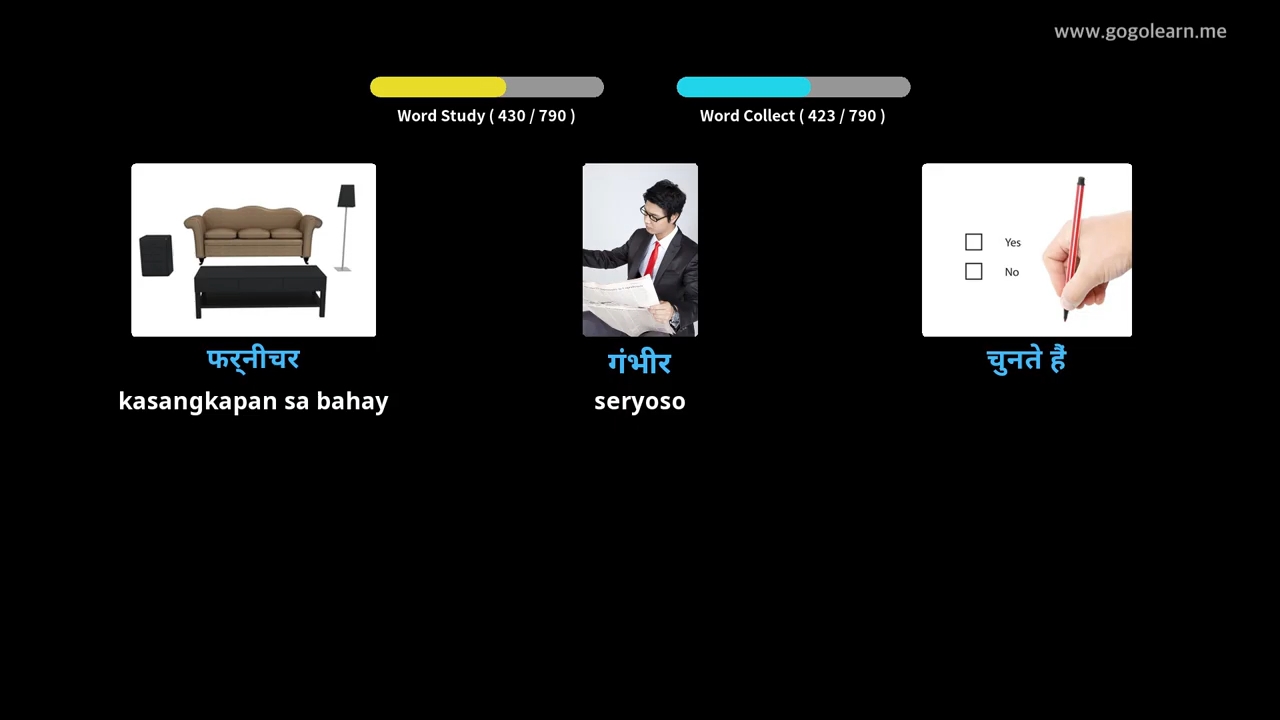 www.gogolearn.me
Word Study ( 430 / 790 )
Word Collect ( 423 / 790 )
Yes
No
फर्नीचर
गंभीर
चुनते हैं
kasangkapan sa bahay
seryoso